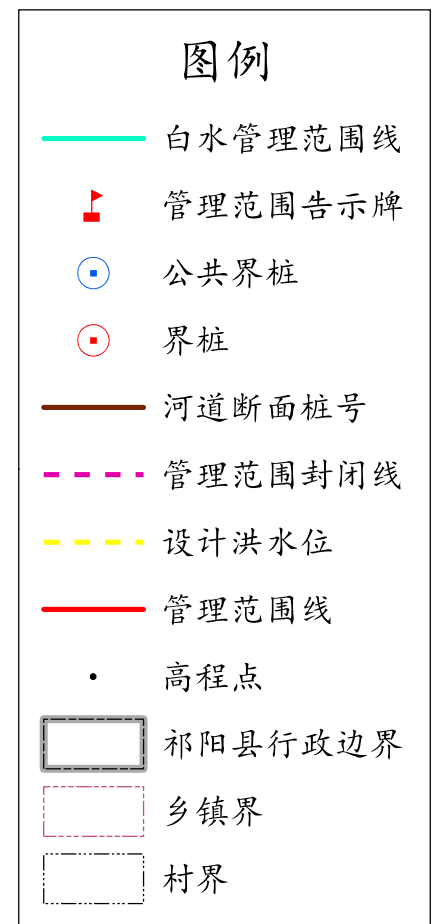 图例
白水管理范围线
管理范围告示牌
公共界桩
界桩
河道断面桩号
管理范围封闭线
设计洪水位
管理范围线
高程点
祁阳县行政边界
乡镇界
村界